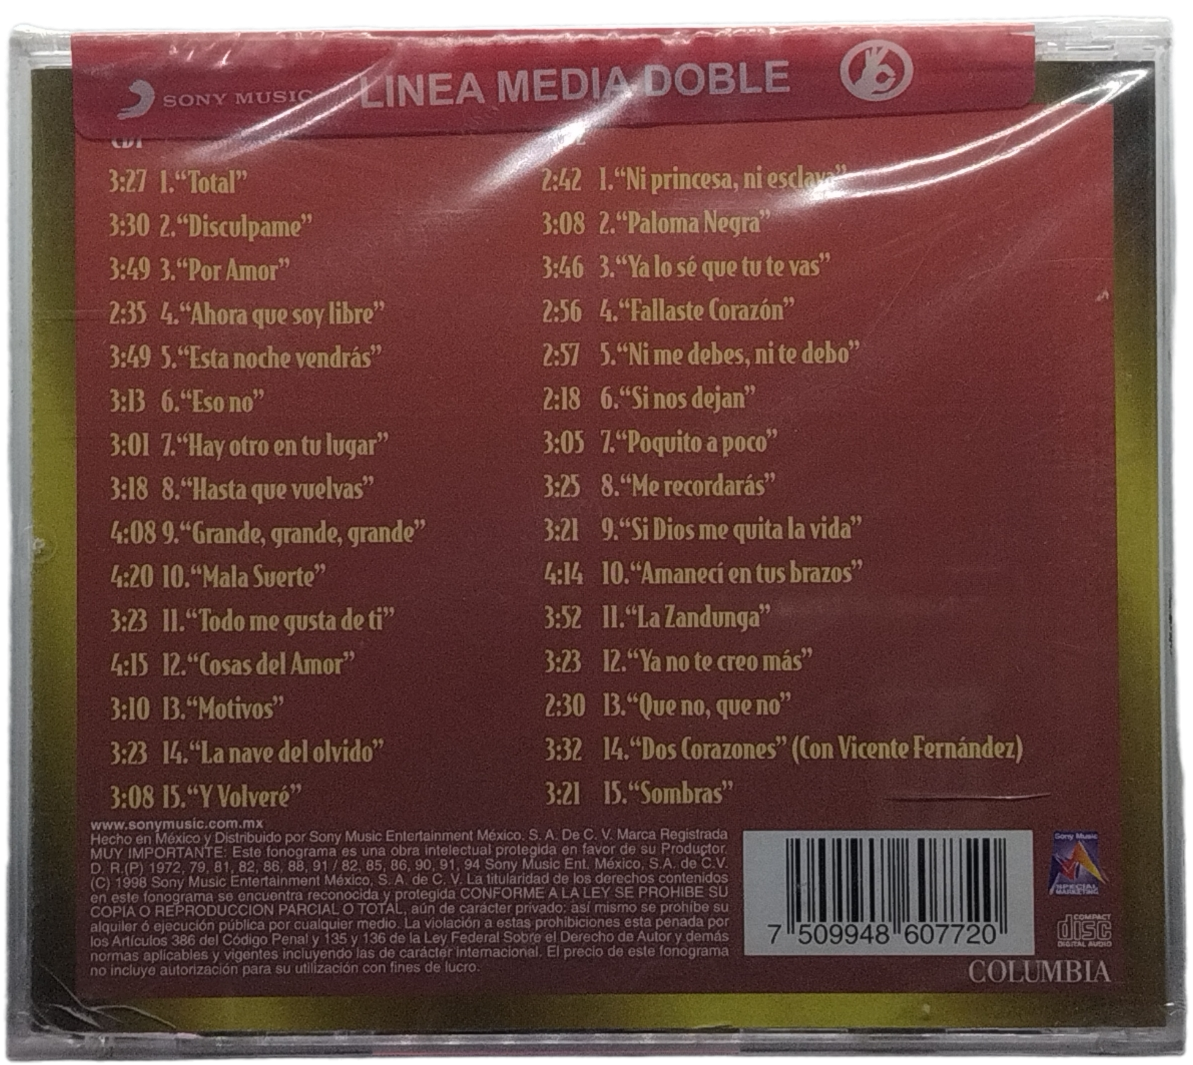 SONY MUSIC LINEA MEDIA DOBLE
CD1
3:27 1."Total"
3:30 2."Disculpame"
3:49 3."Por Amor"
2:35 4."Ahora que soy libre"
3:49 5."Esta noche vendrás"
3:13 6."Eso no"
3:01 7."Hay otro en tu lugar"
3:18 8."Hasta que vuelvas"
4:08 9."Grande, grande, grande"
4:20 10."Mala Suerte"
3:23 11."Todo me gusta de ti"
4:15 12."Cosas del Amor"
3:10 13."Motivos"
3:23 14."La nave del olvido"
3:08 15."Y Volveré"
2:42 1."Ni princesa, ni esclava"
3:08 2."Paloma Negra"
3:46 3."Ya lo sé que tu te vas"
2:56 4."Fallaste Corazón"
2:57 5."Ni me debes, ni te debo"
2:18 6."Si nos dejan"
3:05 7."Poquito a poco"
3:25 8."Me recordarás"
3:21 9."Si Dios me quita la vida"
4:14 10."Amanecí en tus brazos"
3:52 11."La Zandunga"
3:23 12."Ya no te creo más"
2:30 13."Que no, que no"
3:32 14."Dos Corazones" (Con Vicente Fernández)
3:21 15."Sombras"
www.sonymusic.com.mx
Hecho en México y Distribuido por Sony Music Entertainment México. S. A. De C. V. Marca Registrada
MUY IMPORTANTE: Este fonograma es una obra intelectual protegida en favor de su Productor.
D. R.(P) 1972, 79, 81, 82, 86, 88, 91 / 82, 85, 86, 90, 91, 94 Sony Music Ent. México, S.A. de C.V.
(C) 1998 Sony Music Entertainment México, S. A. de C. V. La titularidad de los derechos contenidos
en este fonograma se encuentra reconocida y protegida CONFORME A LA LEY SE PROHIBE SU
COPIA O REPRODUCCION PARCIAL O TOTAL, aún de carácter privado: así mismo se prohibe su
alquiler ó ejecución pública por cualquier medio. La violación a estas prohibiciones esta penada por
los Artículos 386 del Código Penal y 135 y 136 de la Ley Federal Sobre el Derecho de Autor y demás
normas aplicables y vigentes incluyendo las de carácter internacional. El precio de este fonograma
no incluye autorización para su utilización con fines de lucro.
7 509948 607720
Sony Music
SPECIAL
MARKETING
COMPACT
disc
DIGITAL AUDIO
COLUMBIA